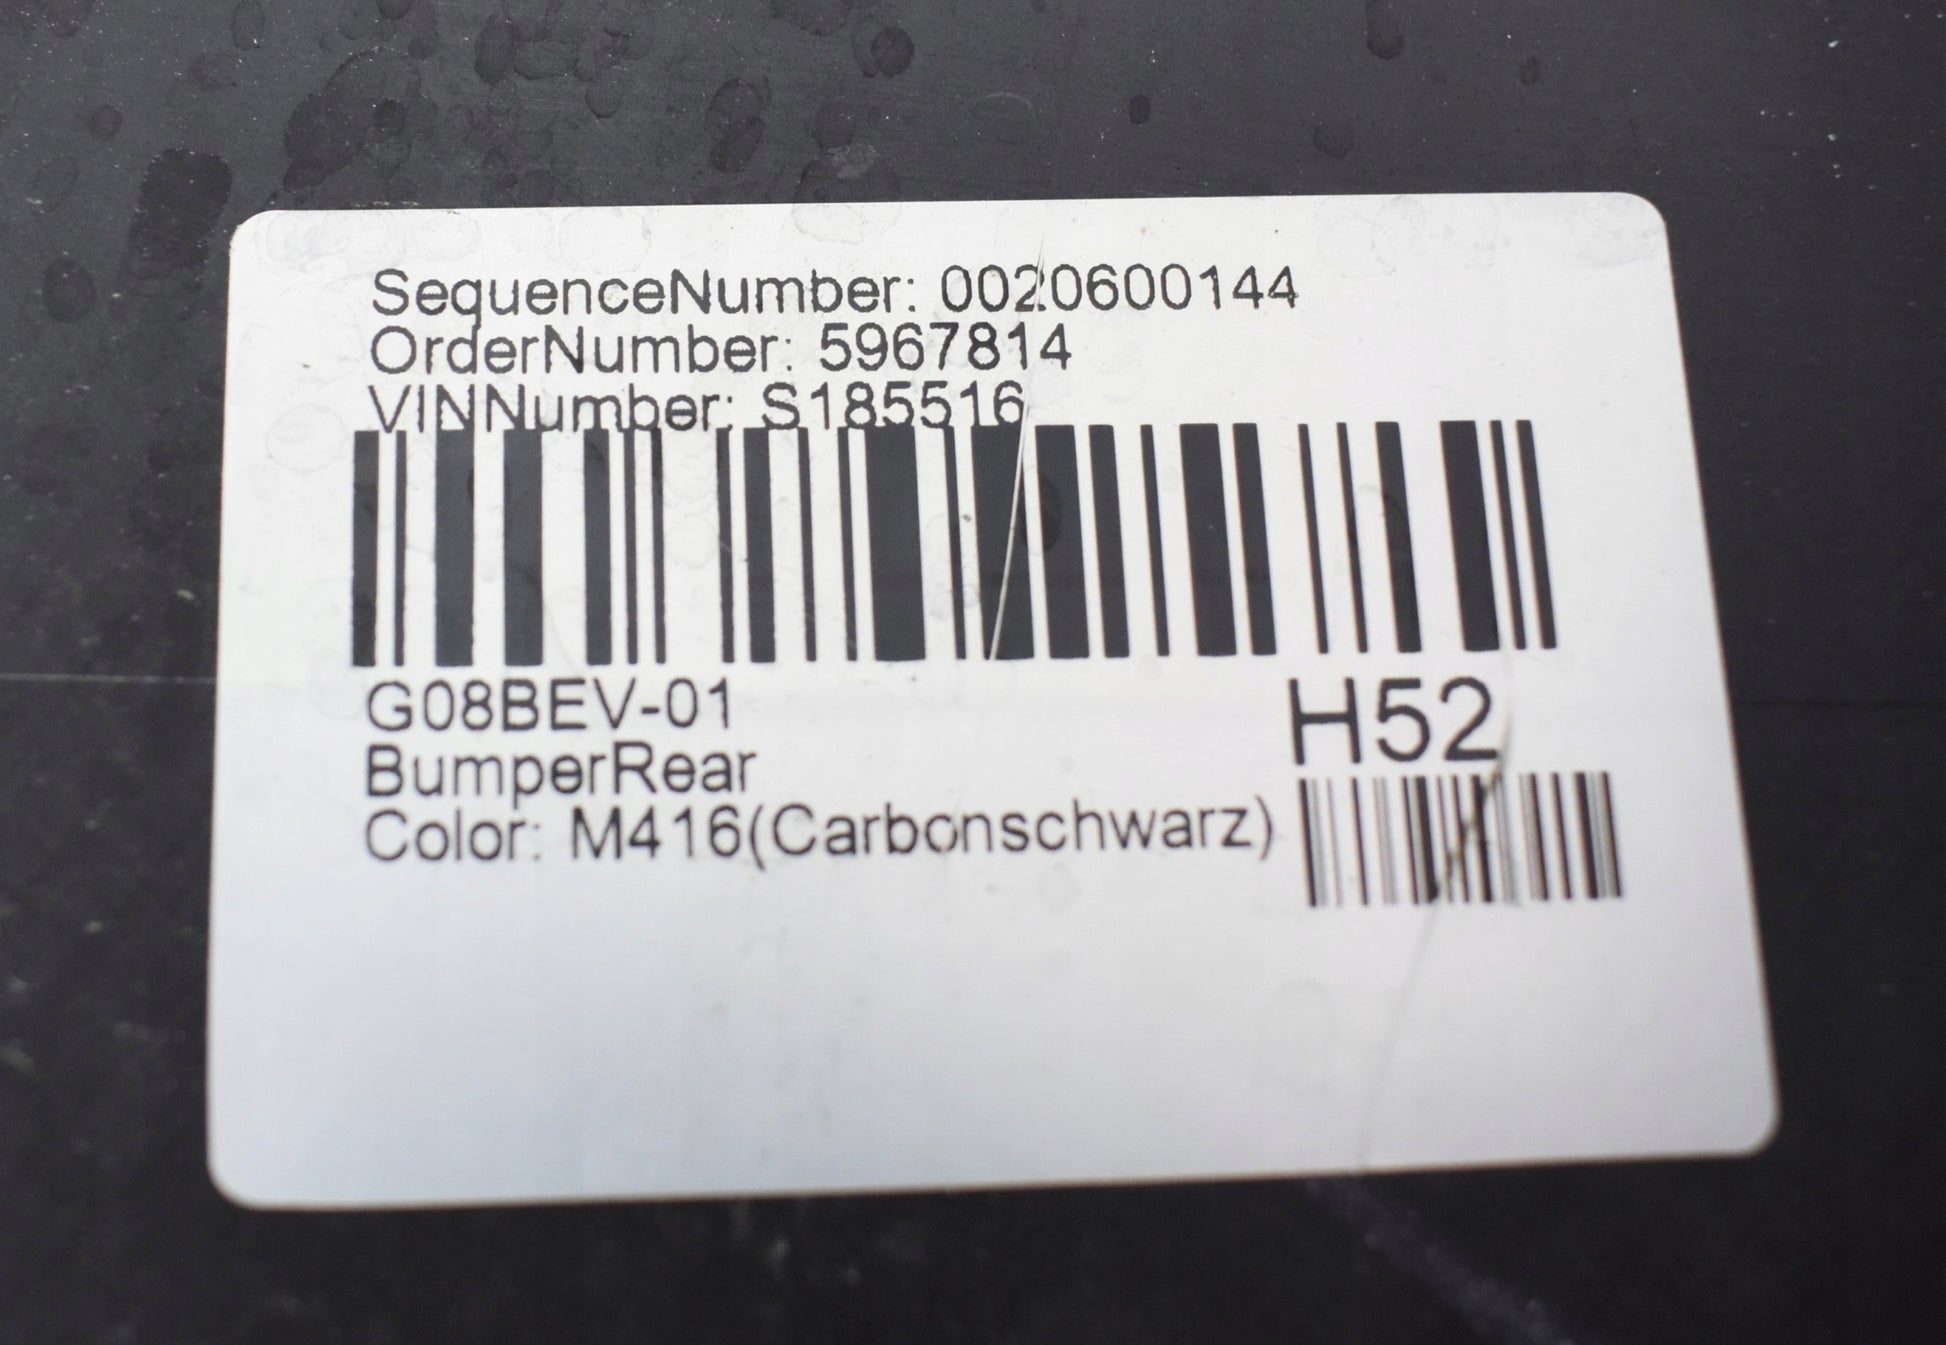 SequenceNumber: 0020600144
OrderNumber: 5967814
VINNumber: S185516
G08BEV-01
H52
BumperRear
Color: M416(Carbonschwarz)